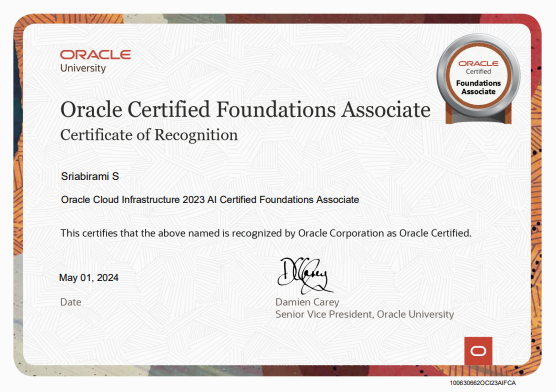 ORACLE
University
ORACLE
Certified
Foundations
Associate
Oracle Certified Foundations Associate
Certificate of Recognition
Sriabirami S
Oracle Cloud Infrastructure 2023 AI Certified Foundations Associate
This certifies that the above named is recognized by Oracle Corporation as Oracle Certified.
May 01, 2024
Date
DCarey
Damien Carey
Senior Vice President, Oracle University
100630662OCI23AIFCA